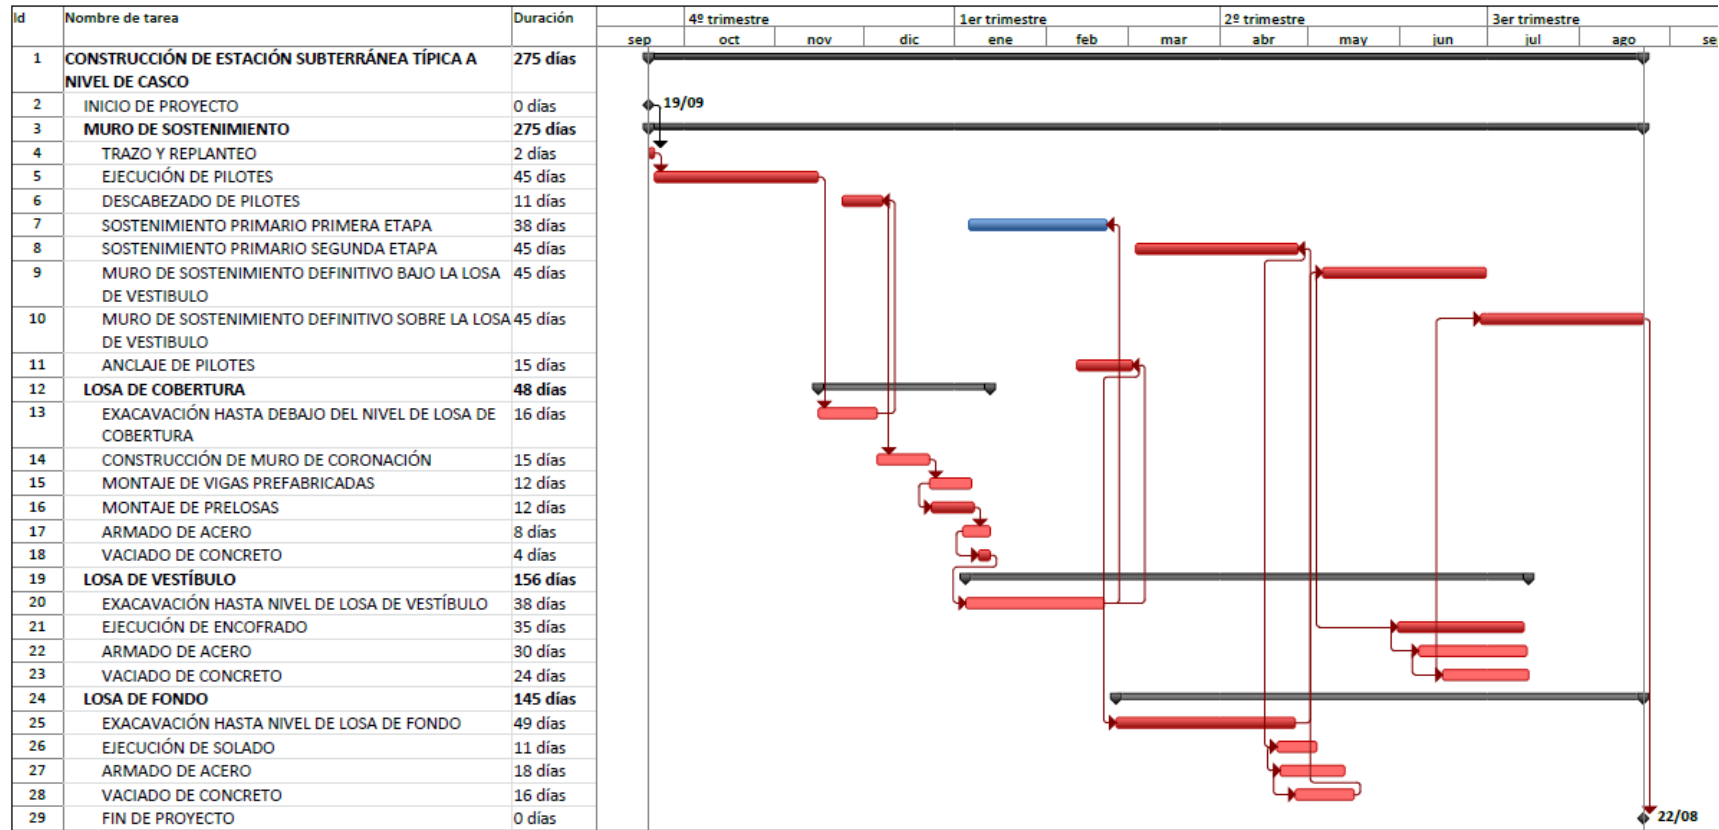 Id Nombre de tarea Duración 4º trimestre 1er trimestre 2º trimestre 3er trimestre
sep oct nov dic ene feb mar abr may jun jul ago se
1 CONSTRUCCIÓN DE ESTACIÓN SUBTERRÁNEA TÍPICA A 275 días
NIVEL DE CASCO
2 INICIO DE PROYECTO 0 días 19/09
3 MURO DE SOSTENIMIENTO 275 días
4 TRAZO Y REPLANTEO 2 días
5 EJECUCIÓN DE PILOTES 45 días
6 DESCABEZADO DE PILOTES 11 días
7 SOSTENIMIENTO PRIMARIO PRIMERA ETAPA 38 días
8 SOSTENIMIENTO PRIMARIO SEGUNDA ETAPA 45 días
9 MURO DE SOSTENIMIENTO DEFINITIVO BAJO LA LOSA 45 días
DE VESTIBULO
10 MURO DE SOSTENIMIENTO DEFINITIVO SOBRE LA LOSA 45 días
DE VESTIBULO
11 ANCLAJE DE PILOTES 15 días
12 LOSA DE COBERTURA 48 días
13 EXACAVACIÓN HASTA DEBAJO DEL NIVEL DE LOSA DE 16 días
COBERTURA
14 CONSTRUCCIÓN DE MURO DE CORONACIÓN 15 días
15 MONTAJE DE VIGAS PREFABRICADAS 12 días
16 MONTAJE DE PRELOSAS 12 días
17 ARMADO DE ACERO 8 días
18 VACIADO DE CONCRETO 4 días
19 LOSA DE VESTÍBULO 156 días
20 EXACAVACIÓN HASTA NIVEL DE LOSA DE VESTÍBULO 38 días
21 EJECUCIÓN DE ENCOFRADO 35 días
22 ARMADO DE ACERO 30 días
23 VACIADO DE CONCRETO 24 días
24 LOSA DE FONDO 145 días
25 EXACAVACIÓN HASTA NIVEL DE LOSA DE FONDO 49 días
26 EJECUCIÓN DE SOLADO 11 días
27 ARMADO DE ACERO 18 días
28 VACIADO DE CONCRETO 16 días
29 FIN DE PROYECTO 0 días 22/08